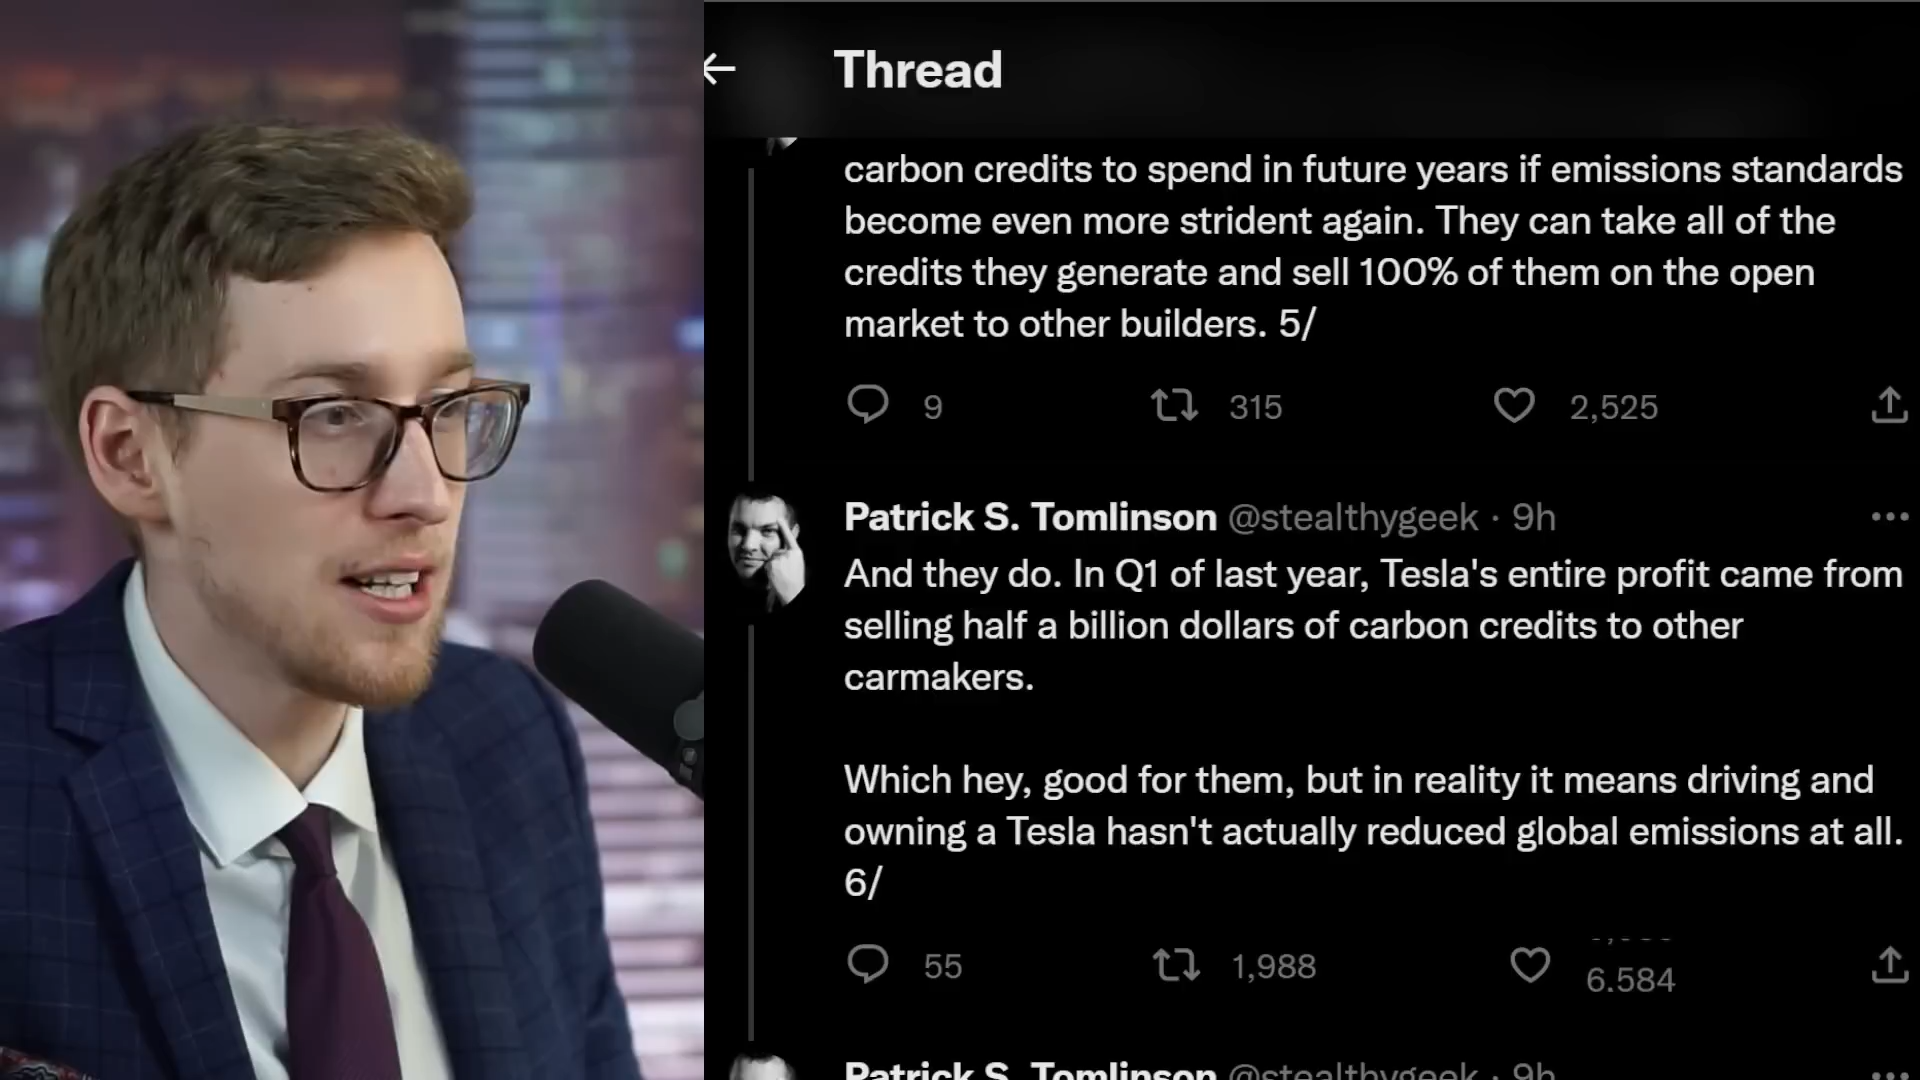 Thread
carbon credits to spend in future years if emissions standards
become even more strident again. They can take all of the
credits they generate and sell 100% of them on the open
market to other builders. 5/
9 315 2,525
Patrick S. Tomlinson @stealthygeek · 9h
And they do. In Q1 of last year, Tesla's entire profit came from
selling half a billion dollars of carbon credits to other
carmakers.
Which hey, good for them, but in reality it means driving and
owning a Tesla hasn't actually reduced global emissions at all.
6/
55 1,988 6,584
Patrick S. Tomlinson @stealthygeek · 9h